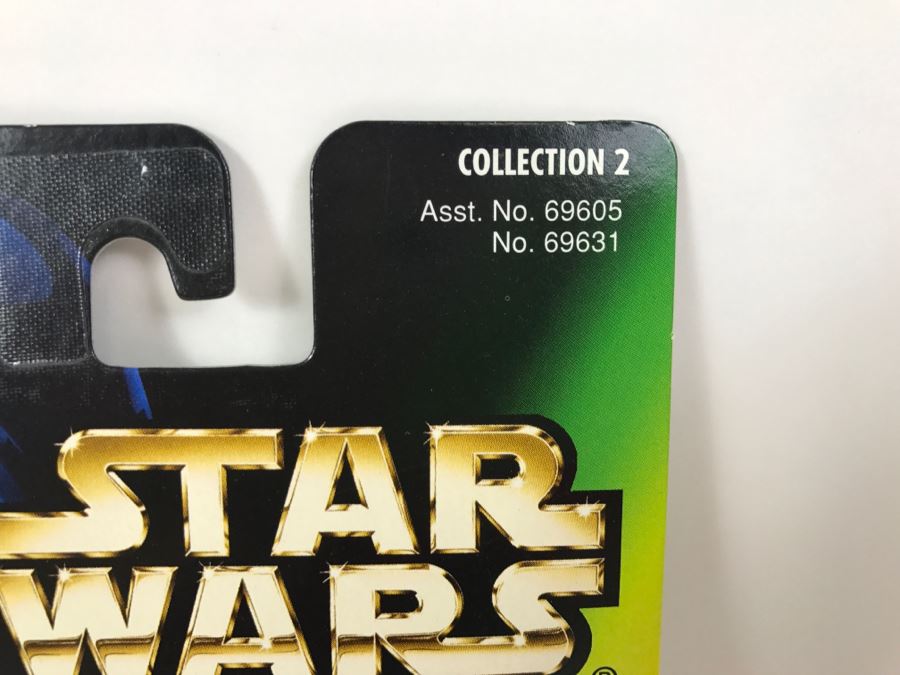 COLLECTION 2
Asst. No. 69605
No. 69631
STAR
WARS
®